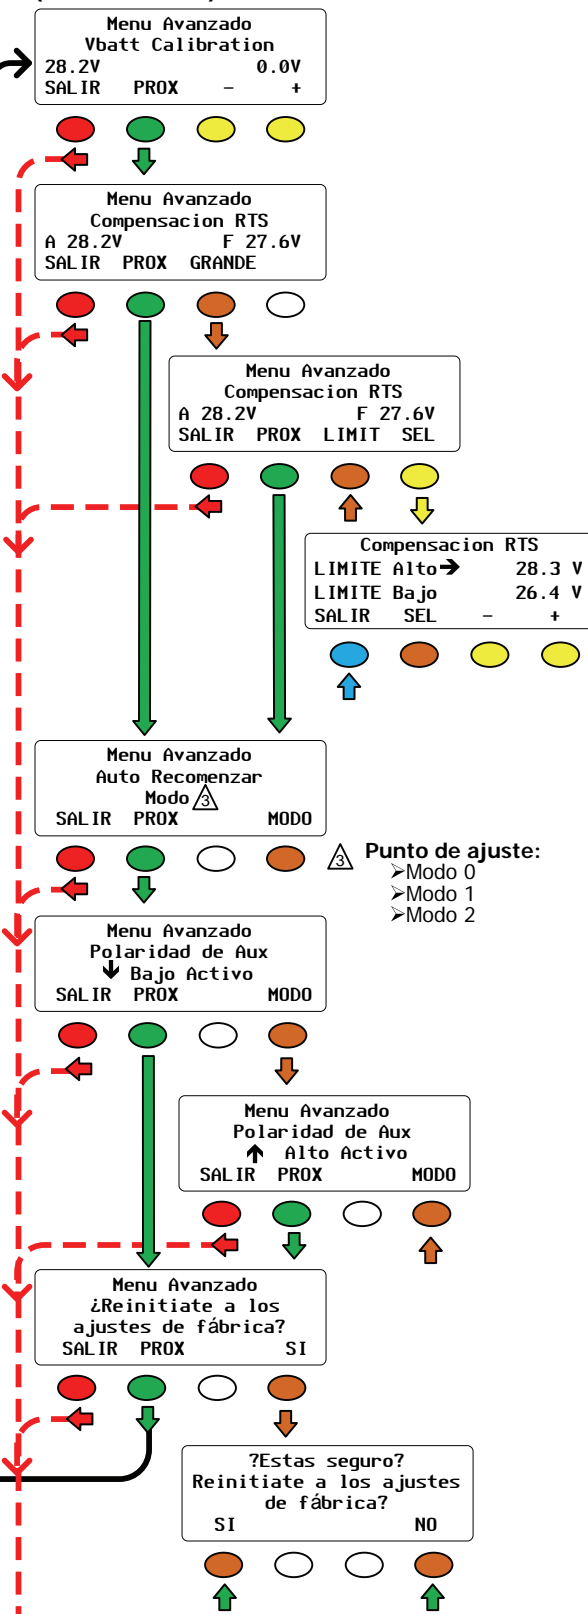 Menu Avanzado
Vbatt Calibration
28.2V 0.0V
SALIR PROX - +
Menu Avanzado
Compensacion RTS
A 28.2V F 27.6V
SALIR PROX GRANDE
Menu Avanzado
Compensacion RTS
A 28.2V F 27.6V
SALIR PROX LIMIT SEL
Compensacion RTS
LIMITE Alto➔ 28.3 V
LIMITE Bajo 26.4 V
SALIR SEL - +
Menu Avanzado
Auto Recomenzar
Modo 3
SALIR PROX MODO
3 Punto de ajuste:
➢Modo 0
➢Modo 1
➢Modo 2
Menu Avanzado
Polaridad de Aux
↓ Bajo Activo
SALIR PROX MODO
Menu Avanzado
Polaridad de Aux
↑ Alto Activo
SALIR PROX MODO
Menu Avanzado
¿Reinitiate a los
ajustes de fábrica?
SALIR PROX SI
?Estas seguro?
Reinitiate a los ajustes
de fábrica?
SI NO